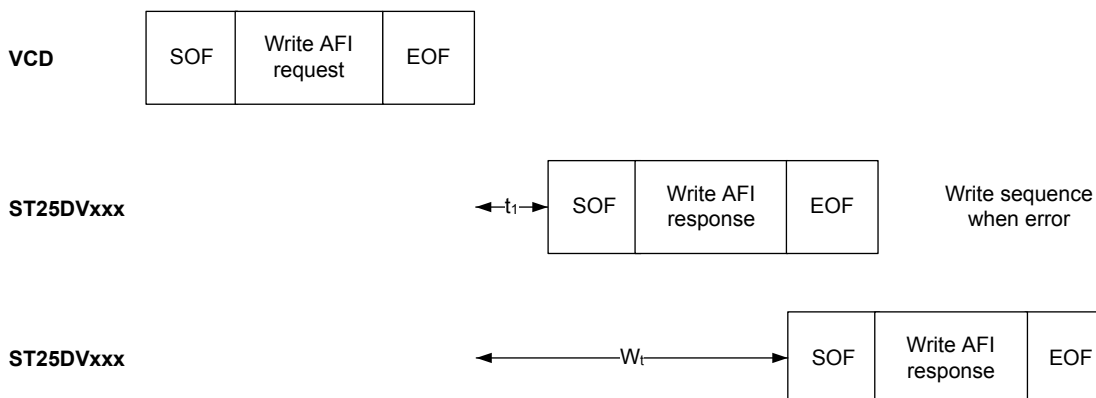 VCD
SOF
Write AFI
request
EOF
ST25DVxxx
t1
SOF
Write AFI
response
EOF
Write sequence
when error
ST25DVxxx
Wt
SOF
Write AFI
response
EOF